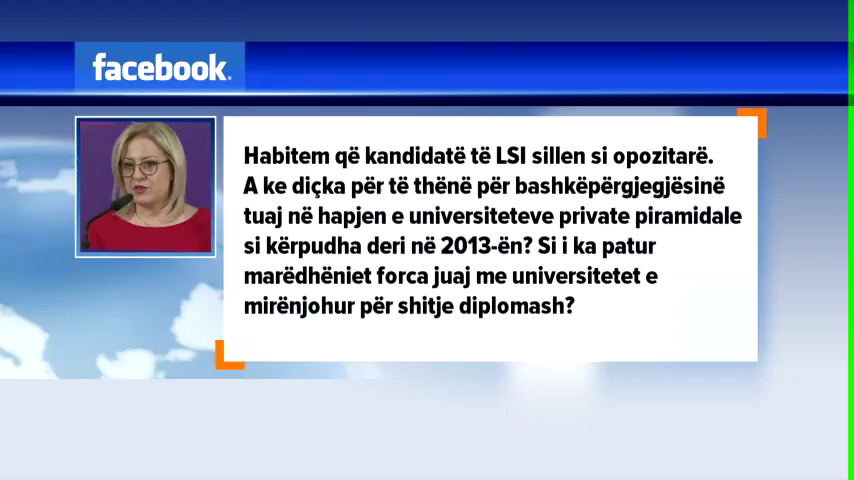 facebook.
Habitem që kandidatë të LSI sillen si opozitarë.
A ke diçka për të thënë për bashkëpërgjegjësinë
tuaj në hapjen e universiteteve private piramidale
si kërpudha deri në 2013-ën? Si i ka patur
marëdhëniet forca juaj me universitetet e
mirënjohur për shitje diplomash?